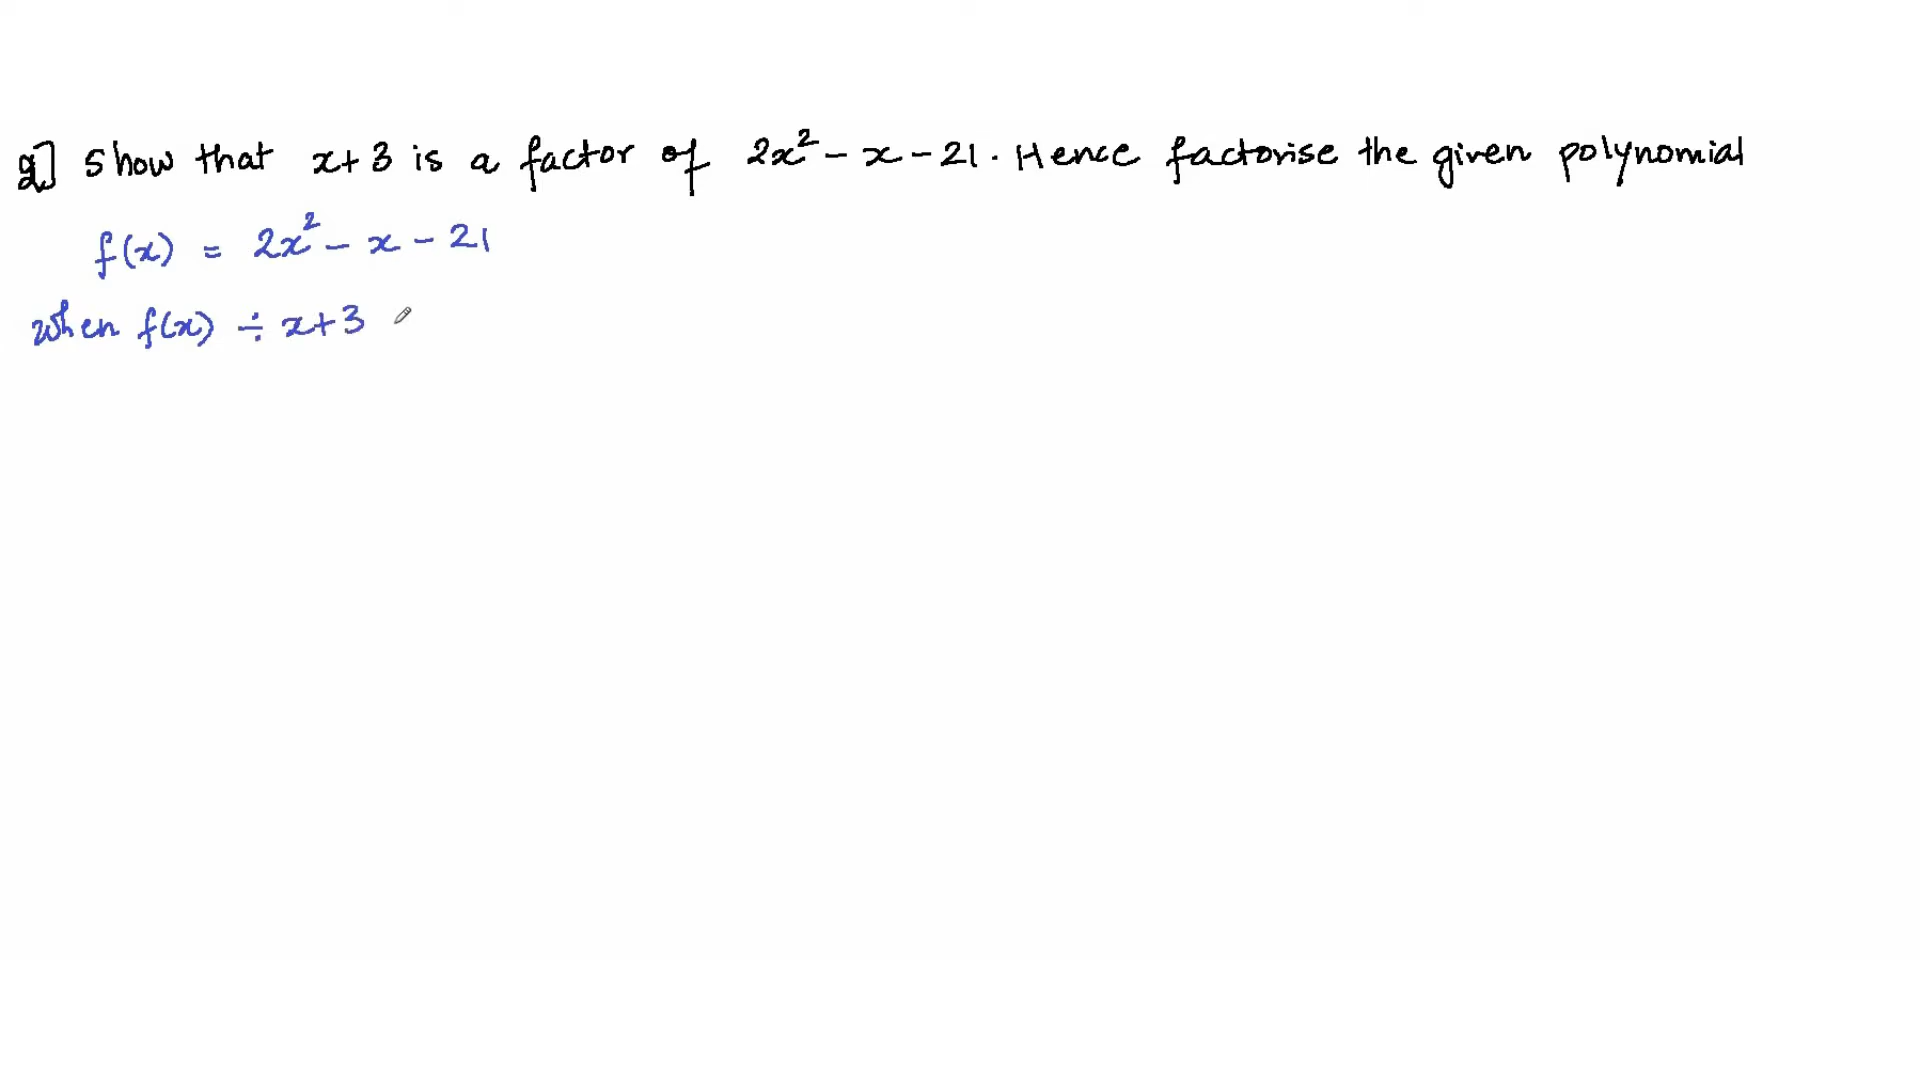 g] Show that x+3 is a factor of 2x² - x - 21. Hence factorise the given polynomial
f(x) = 2x² - x - 21
when f(x) ÷ x+3